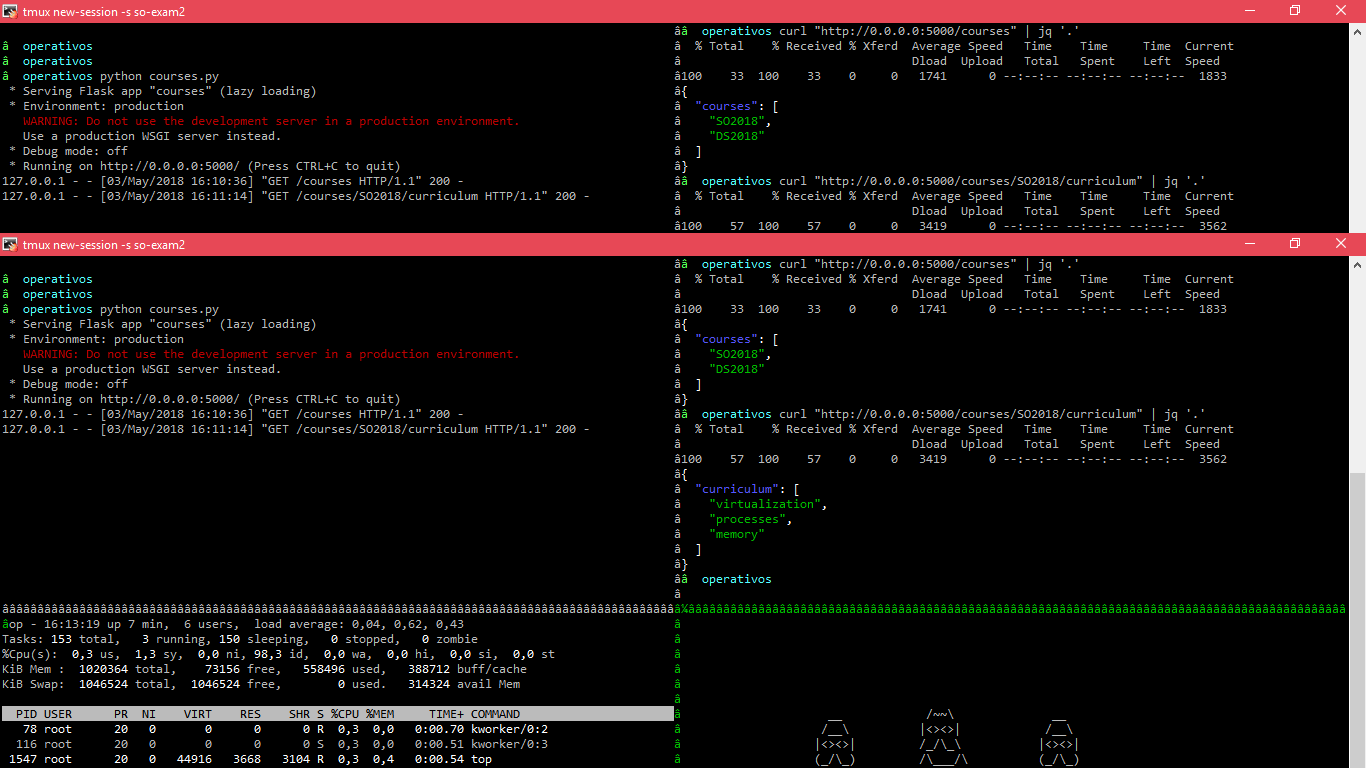 tmux new-session -s so-exam2
â  operativos
â  operativos
â  operativos python courses.py
 * Serving Flask app "courses" (lazy loading)
 * Environment: production
   WARNING: Do not use the development server in a production environment.
   Use a production WSGI server instead.
 * Debug mode: off
 * Running on http://0.0.0.0:5000/ (Press CTRL+C to quit)
127.0.0.1 - - [03/May/2018 16:10:36] "GET /courses HTTP/1.1" 200 -
127.0.0.1 - - [03/May/2018 16:11:14] "GET /courses/SO2018/curriculum HTTP/1.1" 200 -
ââ  operativos curl "http://0.0.0.0:5000/courses" | jq '.'
â  % Total    % Received % Xferd  Average Speed   Time    Time     Time  Current
â                                 Dload  Upload   Total   Spent    Left  Speed
â100    33  100    33    0     0   1741      0 --:--:-- --:--:-- --:--:--  1833
â{
â  "courses": [
â    "SO2018",
â    "DS2018"
â  ]
â}
ââ  operativos curl "http://0.0.0.0:5000/courses/SO2018/curriculum" | jq '.'
â  % Total    % Received % Xferd  Average Speed   Time    Time     Time  Current
â                                 Dload  Upload   Total   Spent    Left  Speed
â100    57  100    57    0     0   3419      0 --:--:-- --:--:-- --:--:--  3562
tmux new-session -s so-exam2
â  operativos
â  operativos
â  operativos python courses.py
 * Serving Flask app "courses" (lazy loading)
 * Environment: production
   WARNING: Do not use the development server in a production environment.
   Use a production WSGI server instead.
 * Debug mode: off
 * Running on http://0.0.0.0:5000/ (Press CTRL+C to quit)
127.0.0.1 - - [03/May/2018 16:10:36] "GET /courses HTTP/1.1" 200 -
127.0.0.1 - - [03/May/2018 16:11:14] "GET /courses/SO2018/curriculum HTTP/1.1" 200 -
ââ  operativos curl "http://0.0.0.0:5000/courses" | jq '.'
â  % Total    % Received % Xferd  Average Speed   Time    Time     Time  Current
â                                 Dload  Upload   Total   Spent    Left  Speed
â100    33  100    33    0     0   1741      0 --:--:-- --:--:-- --:--:--  1833
â{
â  "courses": [
â    "SO2018",
â    "DS2018"
â  ]
â}
ââ  operativos curl "http://0.0.0.0:5000/courses/SO2018/curriculum" | jq '.'
â  % Total    % Received % Xferd  Average Speed   Time    Time     Time  Current
â                                 Dload  Upload   Total   Spent    Left  Speed
â100    57  100    57    0     0   3419      0 --:--:-- --:--:-- --:--:--  3562
â{
â  "curriculum": [
â    "virtualization",
â    "processes",
â    "memory"
â  ]
â}
ââ  operativos
â
âop - 16:13:19 up 7 min,  6 users,  load average: 0,04, 0,62, 0,43
Tasks: 153 total,   3 running, 150 sleeping,   0 stopped,   0 zombie
%Cpu(s):  0,3 us,  1,3 sy,  0,0 ni, 98,3 id,  0,0 wa,  0,0 hi,  0,0 si,  0,0 st
KiB Mem :  1020364 total,    73156 free,   558496 used,   388712 buff/cache
KiB Swap:  1046524 total,  1046524 free,        0 used.   314324 avail Mem
  PID USER      PR  NI    VIRT    RES    SHR S %CPU %MEM     TIME+ COMMAND
   78 root      20   0       0      0      0 R  0,3  0,0   0:00.70 kworker/0:2
  116 root      20   0       0      0      0 S  0,3  0,0   0:00.51 kworker/0:3
 1547 root      20   0   44916   3668   3104 R  0,3  0,4   0:00.54 top